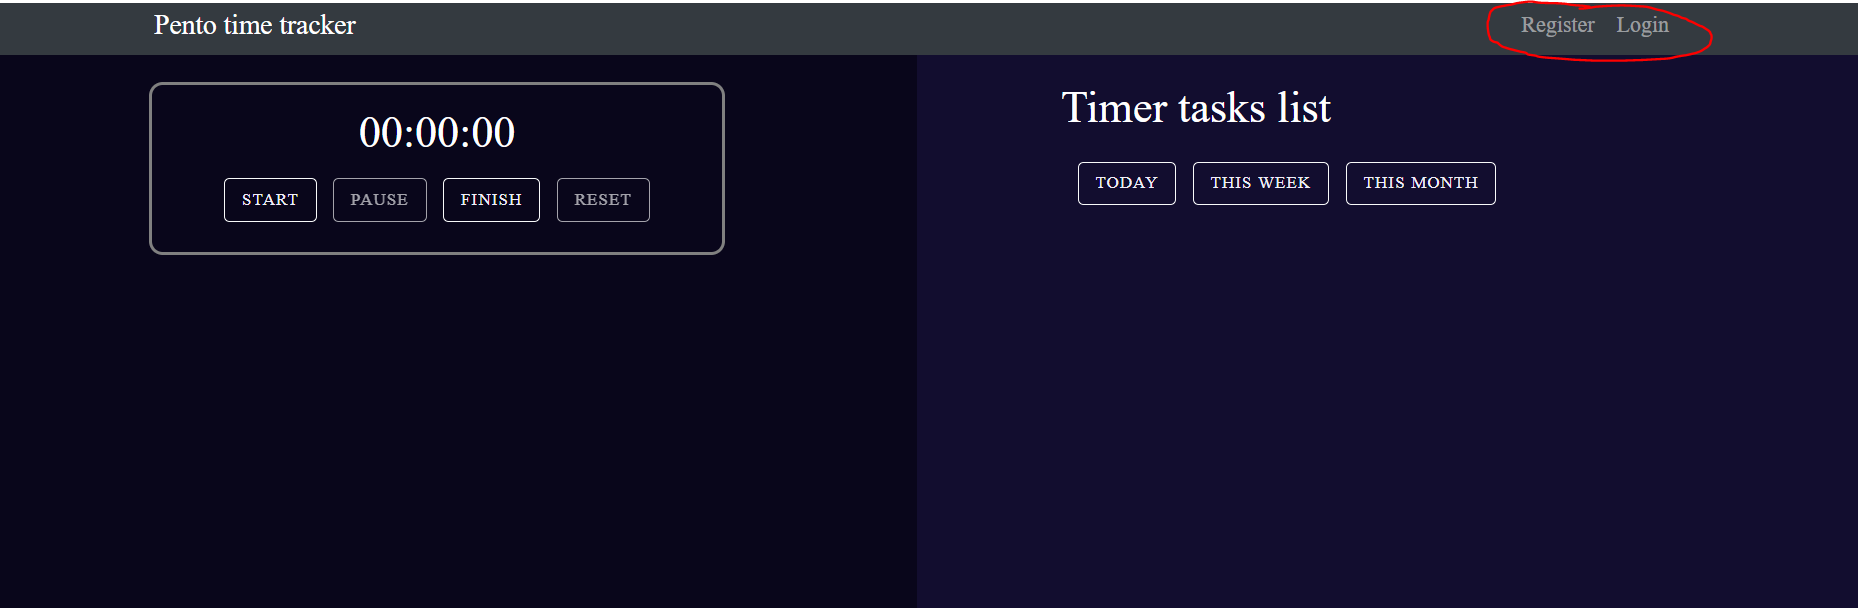 Pento time tracker
Register Login
00:00:00
START PAUSE FINISH RESET
Timer tasks list
TODAY THIS WEEK THIS MONTH